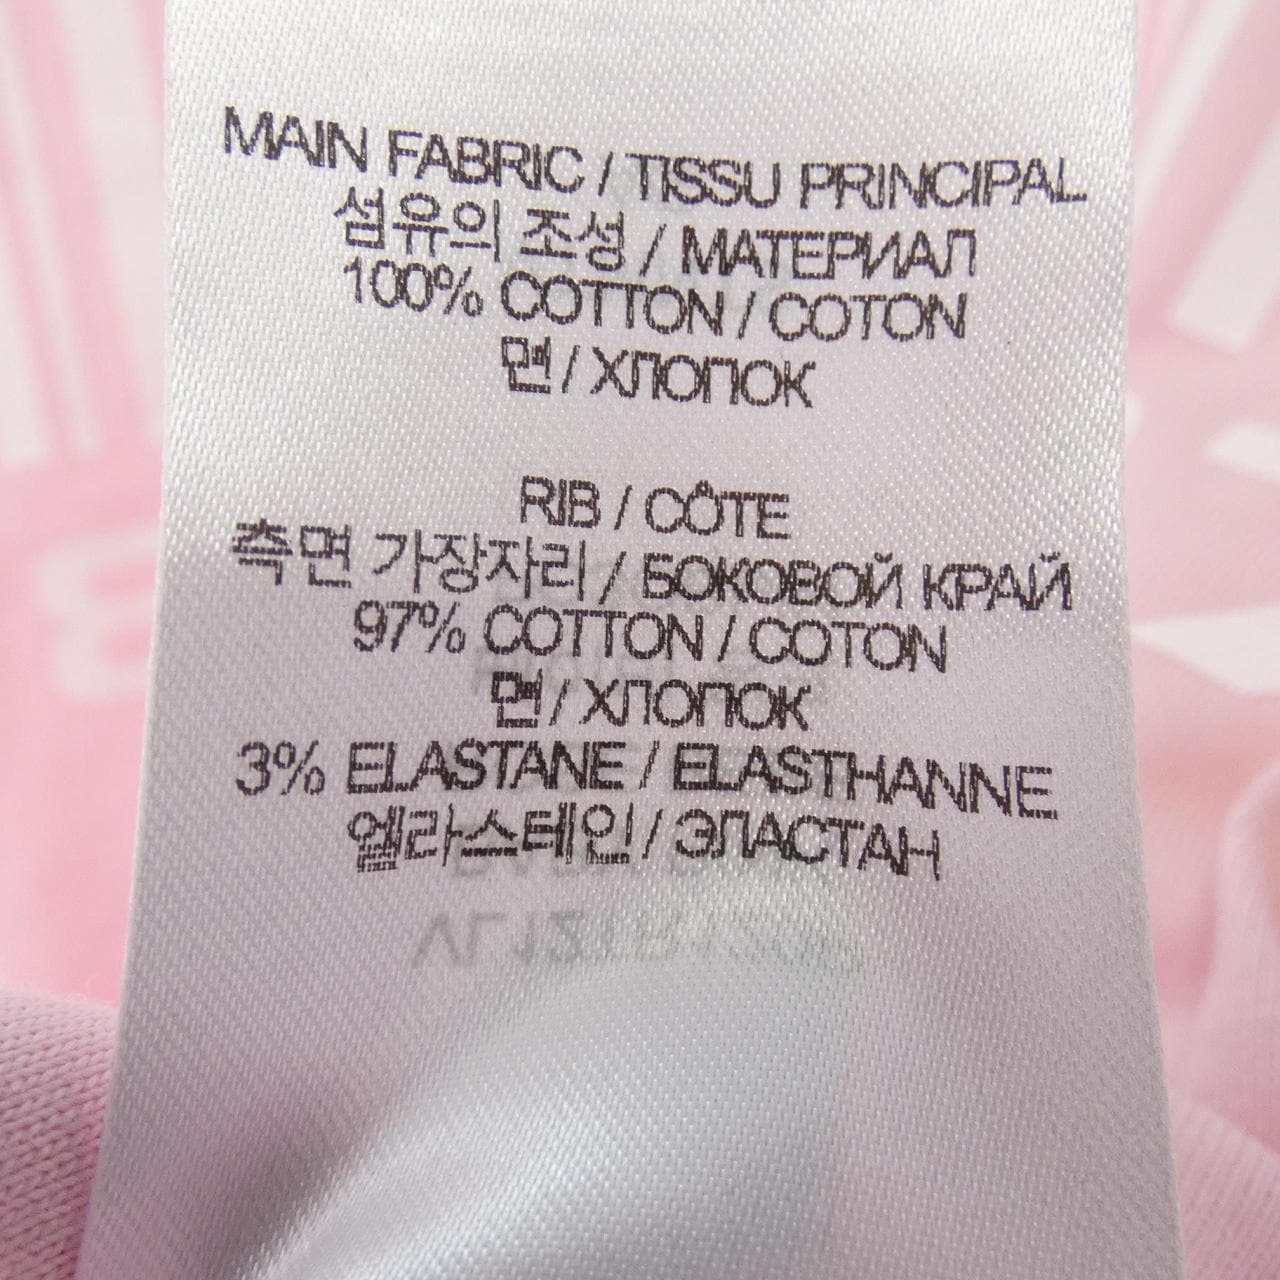 MAIN FABRIC / TISSU PRINCIPAL
섬유의 조성 / МАТЕРИАЛ
100% COTTON / COTON
면 / ХЛОПОК
RIB / CÔTE
측면 가장자리 / БОКОВОЙ КРАЙ
97% COTTON / COTON
면 / ХЛОПОК
3% ELASTANE / ELASTHANNE
엘라스테인 / ЭЛАСТАН